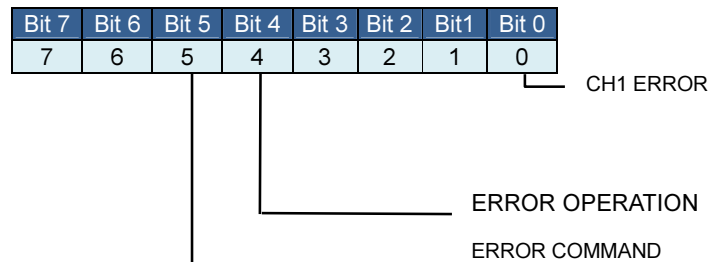 Bit 7 Bit 6 Bit 5 Bit 4 Bit 3 Bit 2 Bit1 Bit 0
7 6 5 4 3 2 1 0
CH1 ERROR
ERROR OPERATION
ERROR COMMAND